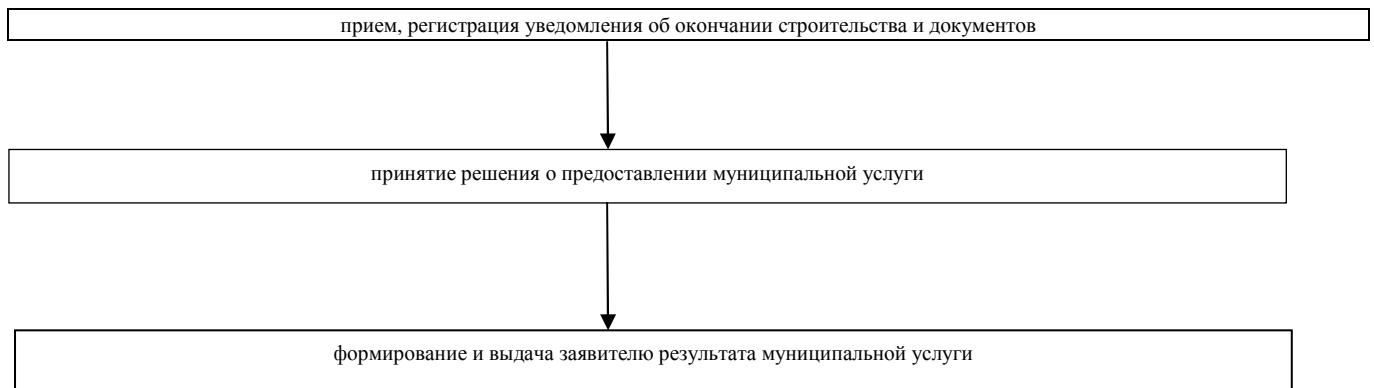 прием, регистрация уведомления об окончании строительства и документов
принятие решения о предоставлении муниципальной услуги
формирование и выдача заявителю результата муниципальной услуги